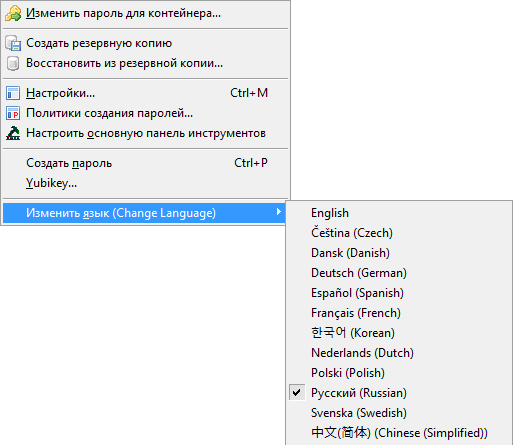 Изменить пароль для контейнера...
Создать резервную копию
Восстановить из резервной копии...
Настройки... Ctrl+M
Политики создания паролей...
Настроить основную панель инструментов
Создать пароль Ctrl+P
Yubikey...
Изменить язык (Change Language)
English
Čeština (Czech)
Dansk (Danish)
Deutsch (German)
Español (Spanish)
Français (French)
한국어 (Korean)
Nederlands (Dutch)
Polski (Polish)
Русский (Russian)
Svenska (Swedish)
中文(简体) (Chinese (Simplified))